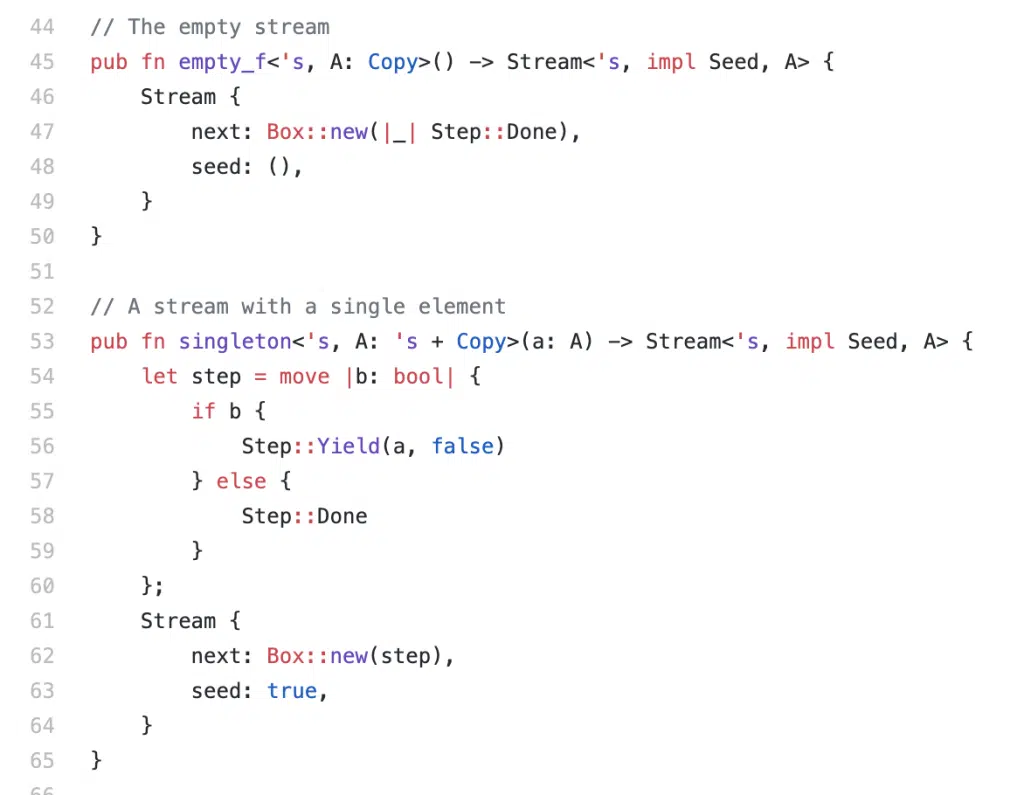 44 // The empty stream
45 pub fn empty_f<'s, A: Copy>() -> Stream<'s, impl Seed, A> {
46     Stream {
47         next: Box::new(|_| Step::Done),
48         seed: (),
49     }
50 }
51
52 // A stream with a single element
53 pub fn singleton<'s, A: 's + Copy>(a: A) -> Stream<'s, impl Seed, A> {
54     let step = move |b: bool| {
55         if b {
56             Step::Yield(a, false)
57         } else {
58             Step::Done
59         }
60     };
61     Stream {
62         next: Box::new(step),
63         seed: true,
64     }
65 }
66